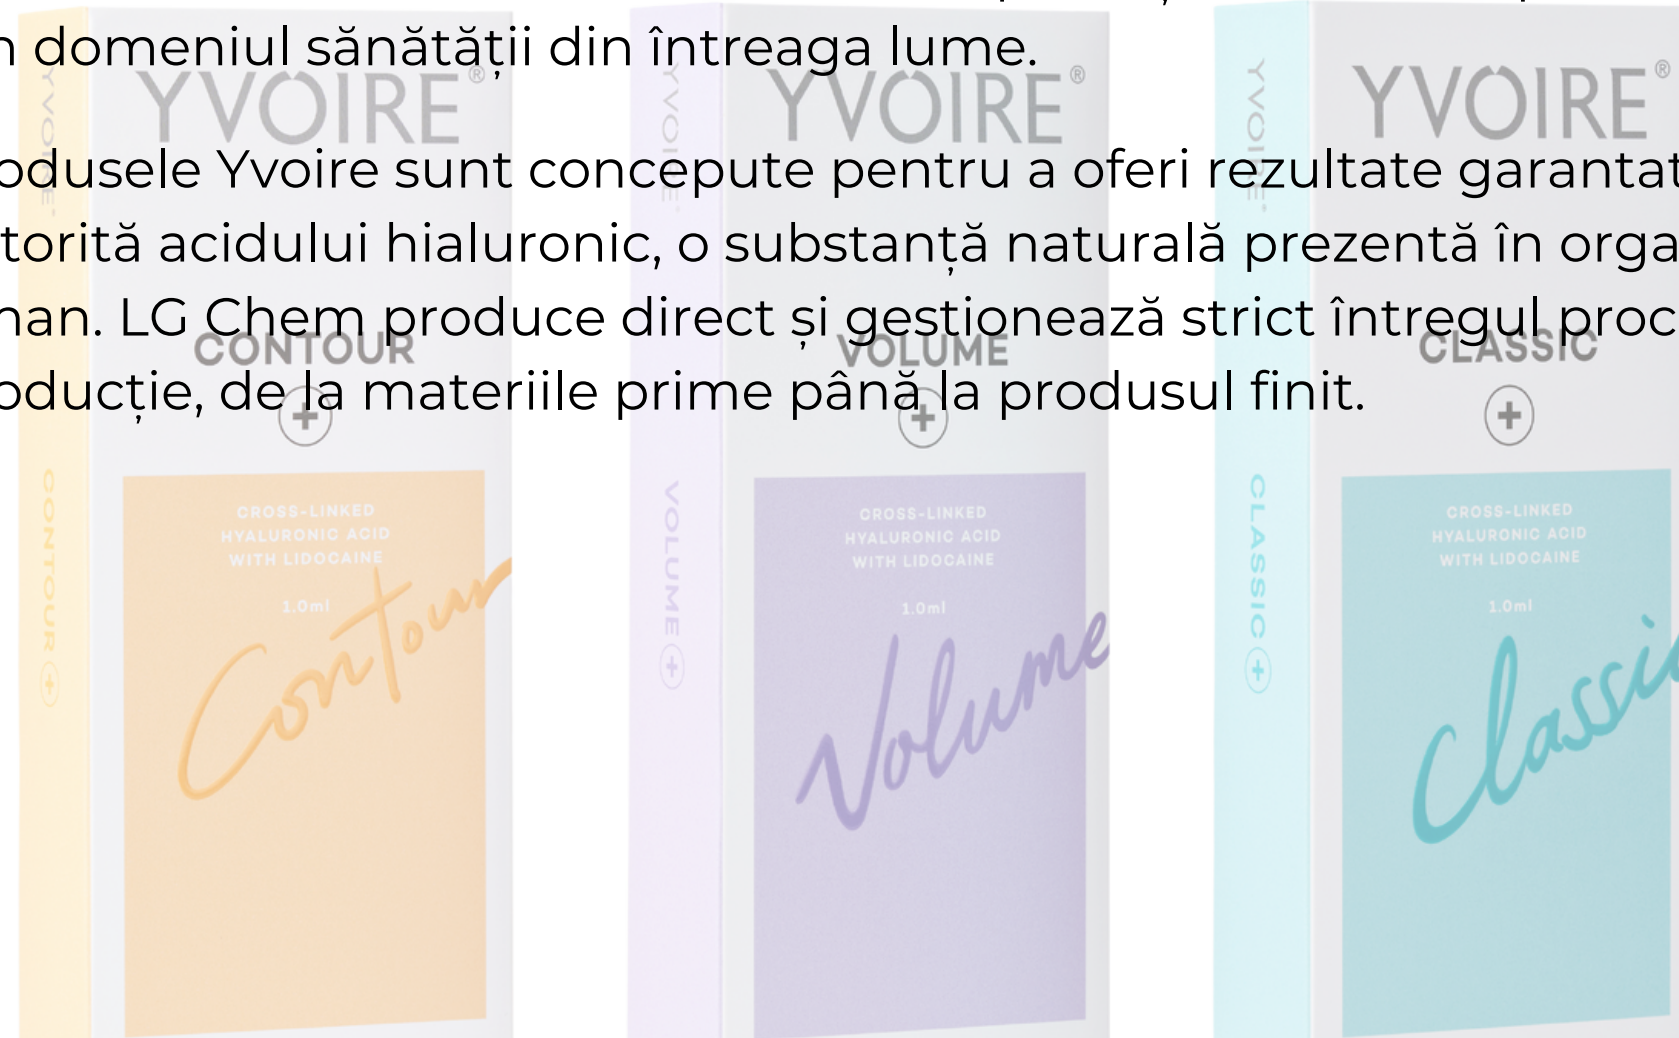 n domeniul sănătății din întreaga lume.
odusele Yvoire sunt concepute pentru a oferi rezultate garantat
torită acidului hialuronic, o substanță naturală prezentă în orga
nan. LG Chem produce direct și gestionează strict întregul proc
oducție, de la materiile prime până la produsul finit.
YVOIRE®
CONTOUR
+
CROSS-LINKED
HYALURONIC ACID
WITH LIDOCAINE
1.0ml
Contour
YVOIRE®
CONTOUR +
YVOIRE®
VOLUME
+
CROSS-LINKED
HYALURONIC ACID
WITH LIDOCAINE
1.0ml
Volume
YVOIRE®
VOLUME +
YVOIRE®
CLASSIC
+
CROSS-LINKED
HYALURONIC ACID
WITH LIDOCAINE
1.0ml
Classic
YVOIRE®
CLASSIC +